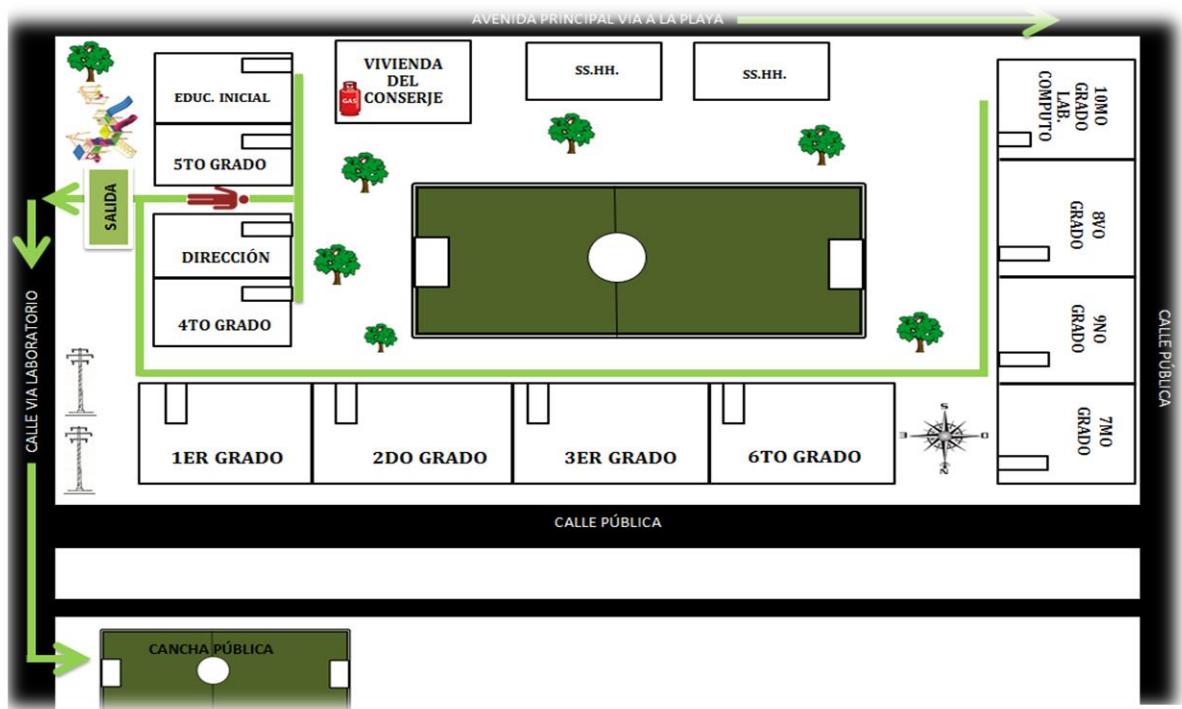 AVENIDA PRINCIPAL VIA A LA PLAYA
EDUC. INICIAL
5TO GRADO
VIVIENDA
DEL
CONSERJE
GAS
SS.HH.
SS.HH.
10MO
GRADO
LAB.
COMPUTO
8VO
GRADO
9NO
GRADO
7MO
GRADO
SALIDA
DIRECCIÓN
4TO GRADO
CALLE VIA LABORATORIO
CALLE PÚBLICA
1ER GRADO
2DO GRADO
3ER GRADO
6TO GRADO
S
E
O
N
CALLE PÚBLICA
CANCHA PÚBLICA